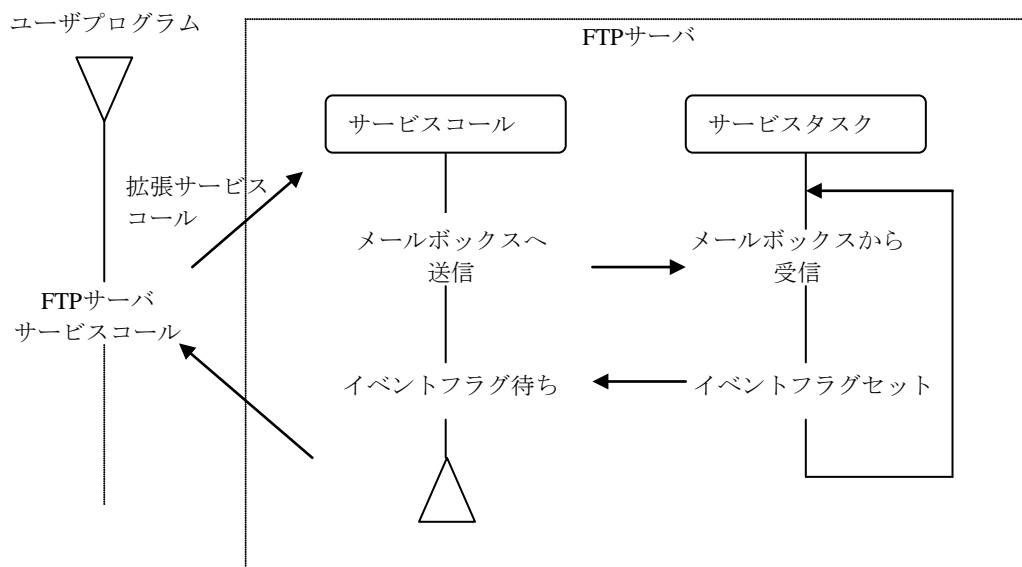 ユーザプログラム
FTPサーバ
サービスコール
サービスタスク
拡張サービス
コール
メールボックスへ
送信
メールボックスから
受信
FTPサーバ
サービスコール
イベントフラグ待ち
イベントフラグセット